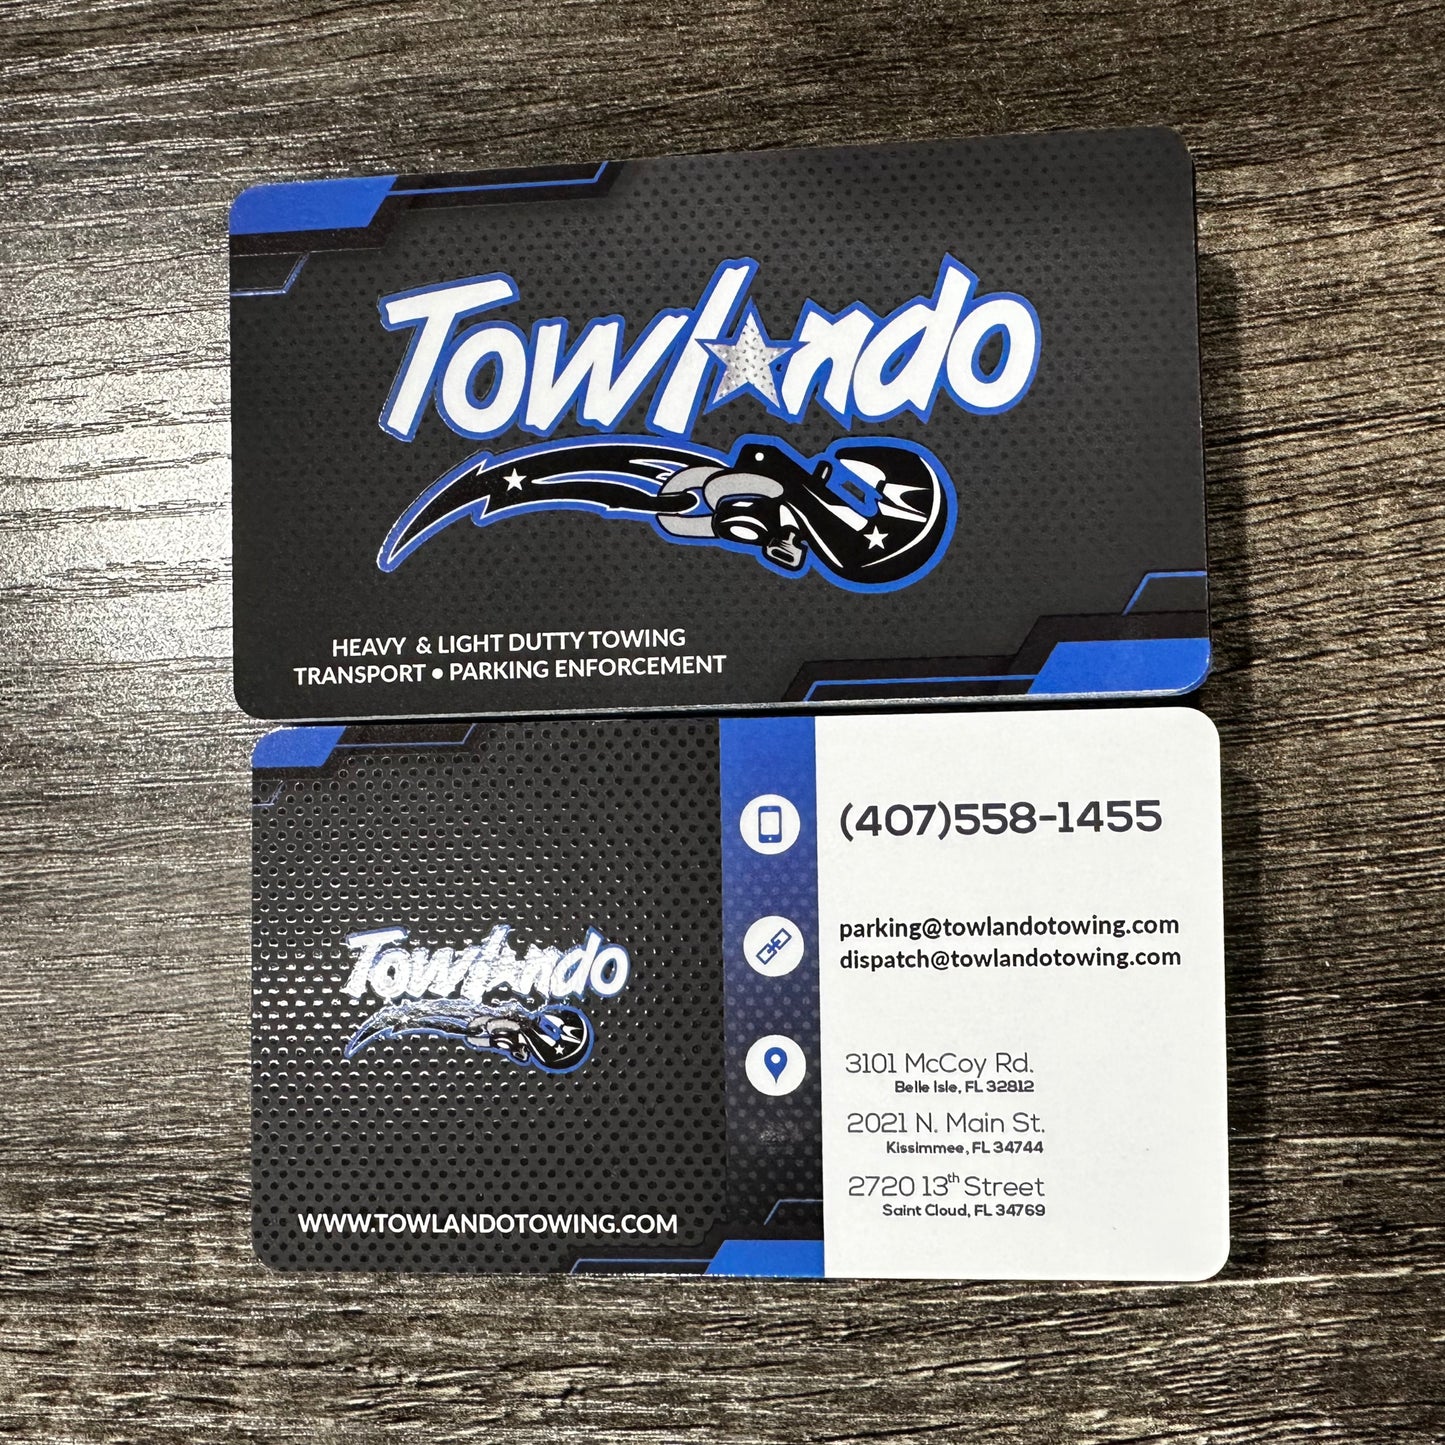 Towlando
HEAVY & LIGHT DUTTY TOWING
TRANSPORT • PARKING ENFORCEMENT
Towlando
WWW.TOWLANDOTOWING.COM
(407)558-1455
parking@towlandotowing.com
dispatch@towlandotowing.com
3101 McCoy Rd.
Belle Isle, FL 32812
2021 N. Main St.
Kissimmee, FL 34744
2720 13th Street
Saint Cloud, FL 34769